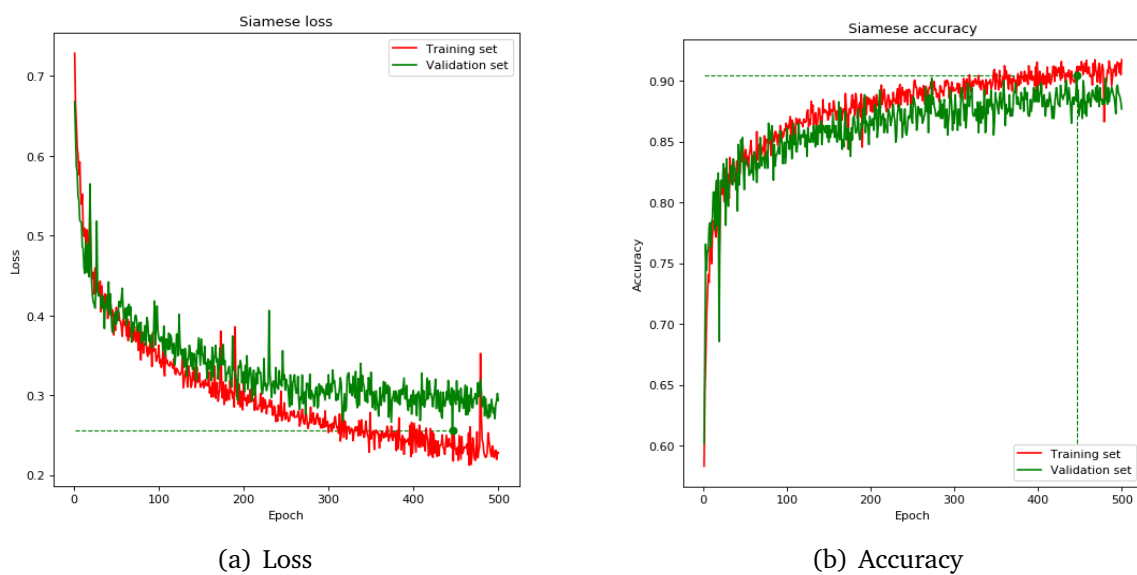 Siamese loss
Training set
Validation set
0.7
0.6
0.5
0.4
0.3
0.2
Loss
0 100 200 300 400 500
Epoch
(a) Loss
Siamese accuracy
0.90
0.85
0.80
0.75
0.70
0.65
0.60
Accuracy
Training set
Validation set
0 100 200 300 400 500
Epoch
(b) Accuracy